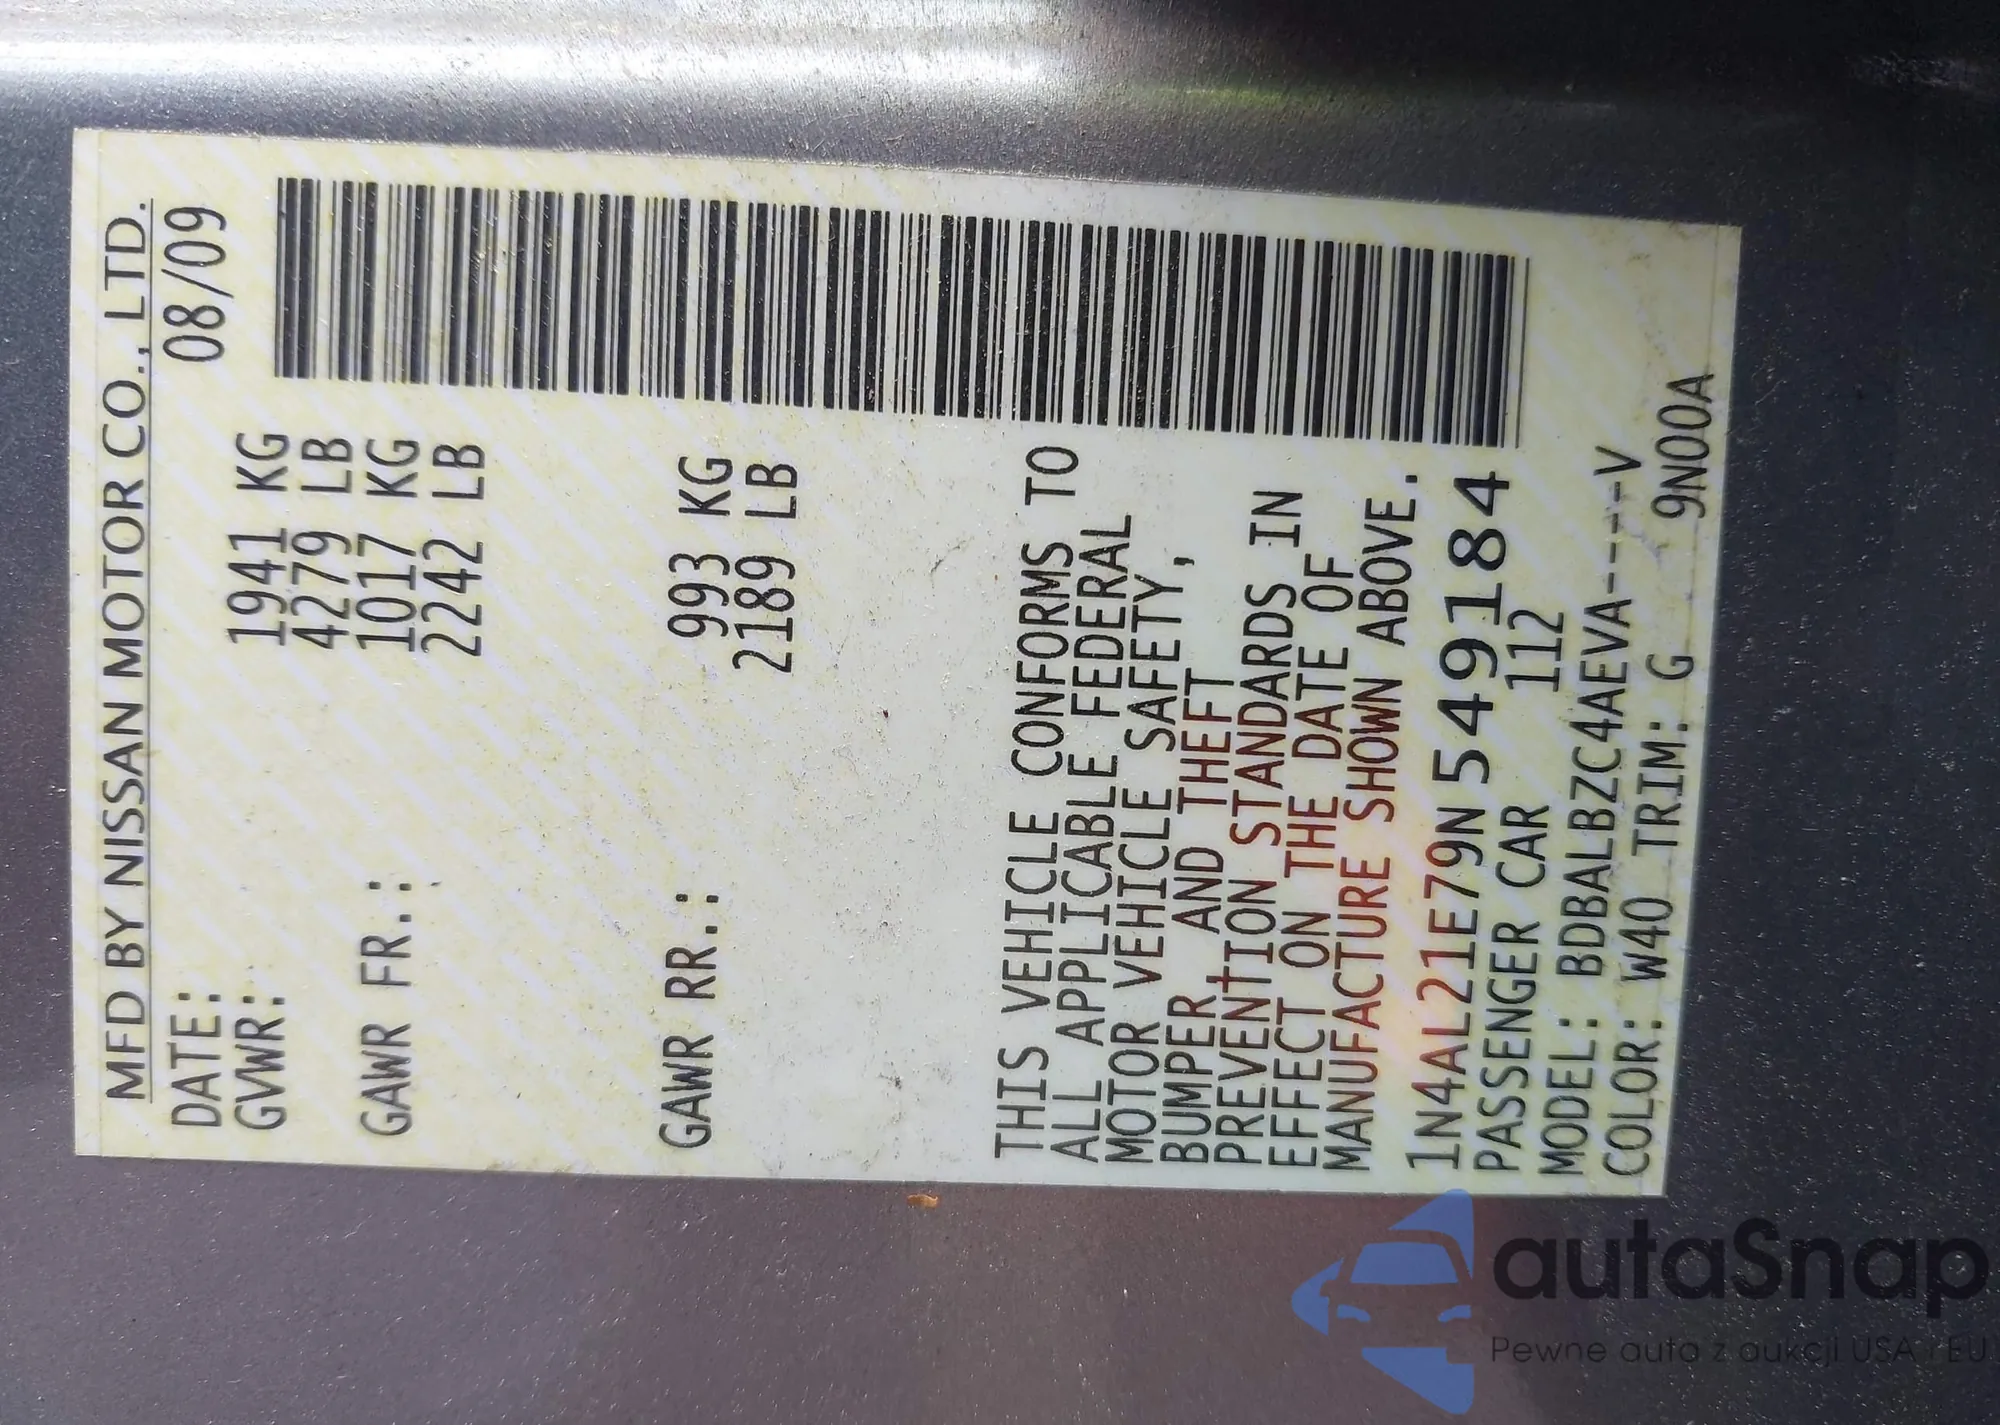 MFD BY NISSAN MOTOR CO., LTD.
DATE: 08/09
GVWR: 1941 KG
4279 LB
GAWR FR.: 1017 KG
2242 LB
GAWR RR.: 993 KG
2189 LB
THIS VEHICLE CONFORMS TO
ALL APPLICABLE FEDERAL
MOTOR VEHICLE SAFETY,
BUMPER AND THEFT
PREVENTION STANDARDS IN
EFFECT ON THE DATE OF
MANUFACTURE SHOWN ABOVE.
1N4AL21E79N549184
PASSENGER CAR 112
MODEL: BDBALBZC4AEVA-----V
COLOR: W40 TRIM: G 9N00A
autaSnap
Pewne auta z aukcji USA i EU